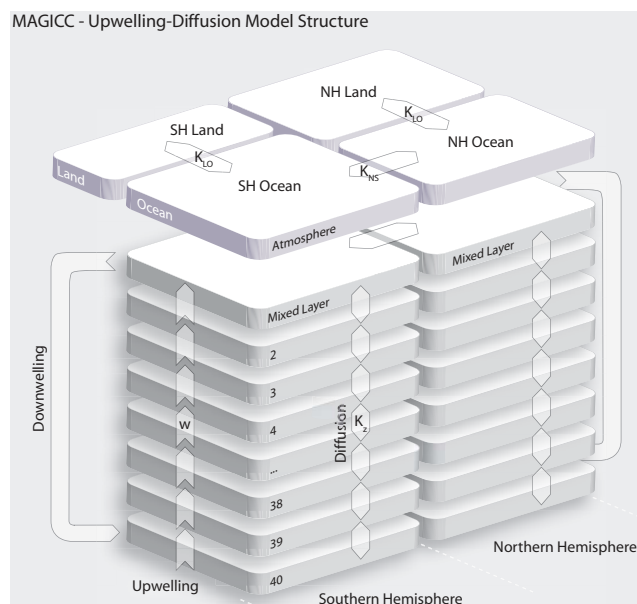 MAGICC - Upwelling-Diffusion Model Structure
NH Land
K_LO
SH Land
NH Ocean
K_LO
K_NS
Land
SH Ocean
Ocean
Atmosphere
Mixed Layer
Mixed Layer
2
3
Downwelling
4
w
Diffusion
K_z
...
38
39
Northern Hemisphere
40
Upwelling
Southern Hemisphere